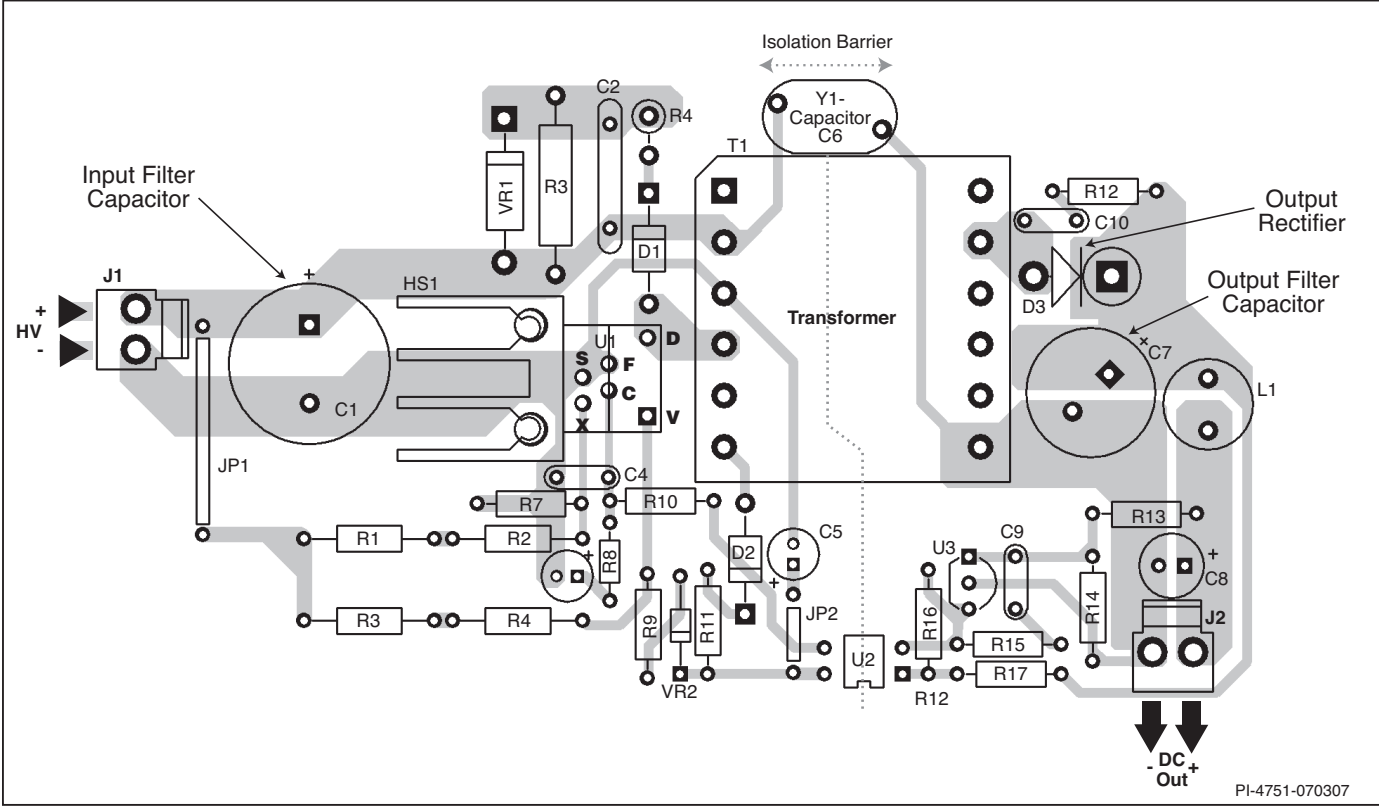 Isolation Barrier
Y1-
Capacitor
C6
C2
R4
T1
Input Filter
Capacitor
VR1
R3
R12
Output
Rectifier
C10
D1
J1
+
HS1
D3
Output Filter
Capacitor
+
HV
-
Transformer
U1
D
S
F
C
X
V
+
C7
C1
L1
JP1
C4
R7
R10
R13
C5
R1
R2
+
R8
D2
+
U3
C9
+
C8
R3
R4
R9
R11
JP2
R16
R14
J2
R15
U2
R17
VR2
R12
- DC +
Out
PI-4751-070307